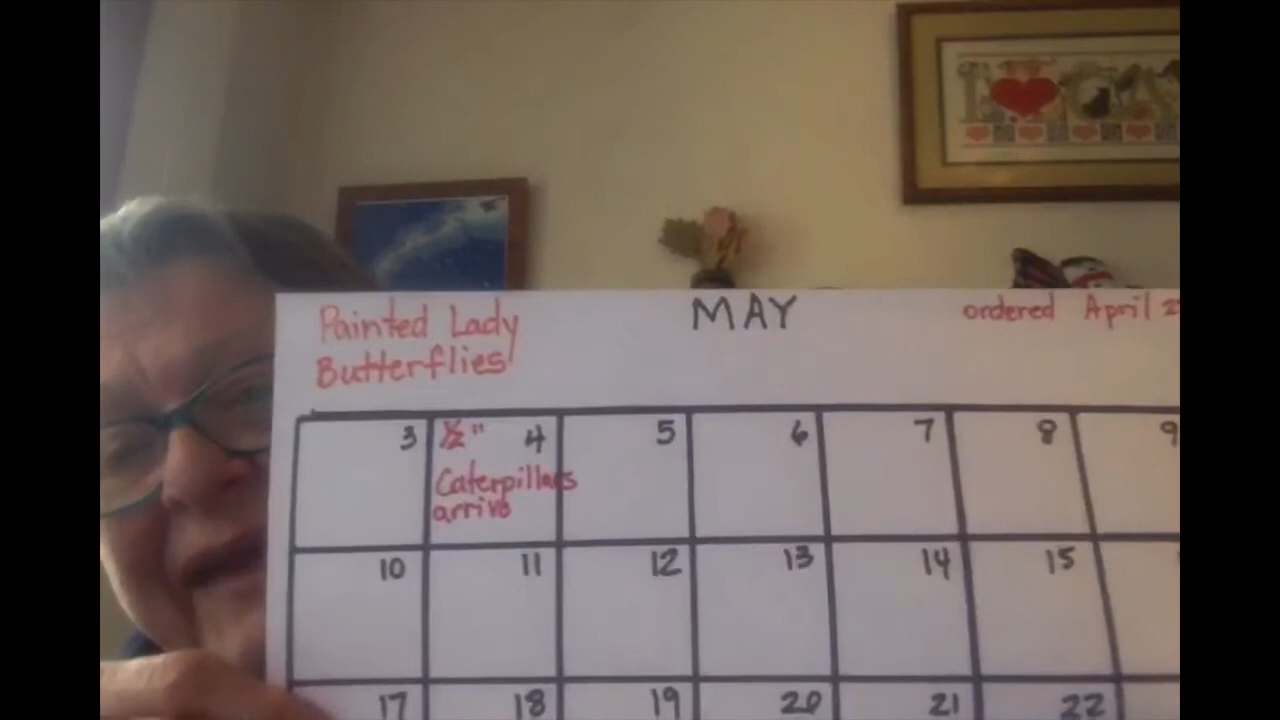 Painted Lady
Butterflies
MAY
ordered April
3 4 5 6 7 8 9
1/2"
Caterpillars
arrive
10 11 12 13 14 15
17 18 19 20 21 22
I